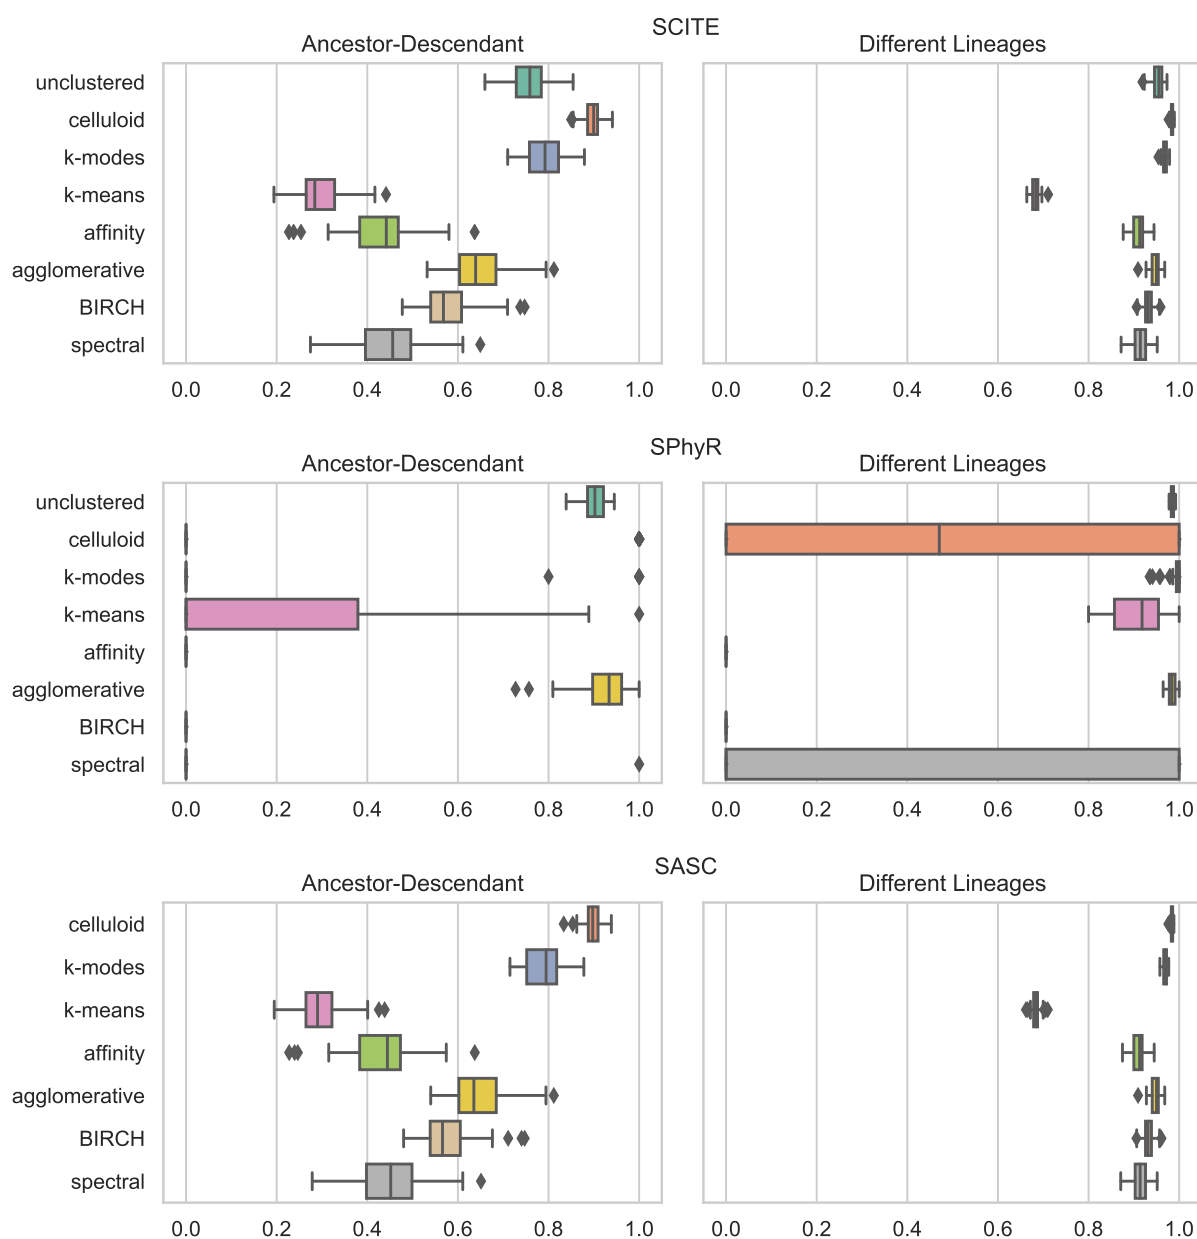 SCITE
Ancestor-Descendant Different Lineages
unclustered
celluloid
k-modes
k-means
affinity
agglomerative
BIRCH
spectral
0.0 0.2 0.4 0.6 0.8 1.0 0.0 0.2 0.4 0.6 0.8 1.0
SPhyR
Ancestor-Descendant Different Lineages
unclustered
celluloid
k-modes
k-means
affinity
agglomerative
BIRCH
spectral
0.0 0.2 0.4 0.6 0.8 1.0 0.0 0.2 0.4 0.6 0.8 1.0
SASC
Ancestor-Descendant Different Lineages
celluloid
k-modes
k-means
affinity
agglomerative
BIRCH
spectral
0.0 0.2 0.4 0.6 0.8 1.0 0.0 0.2 0.4 0.6 0.8 1.0